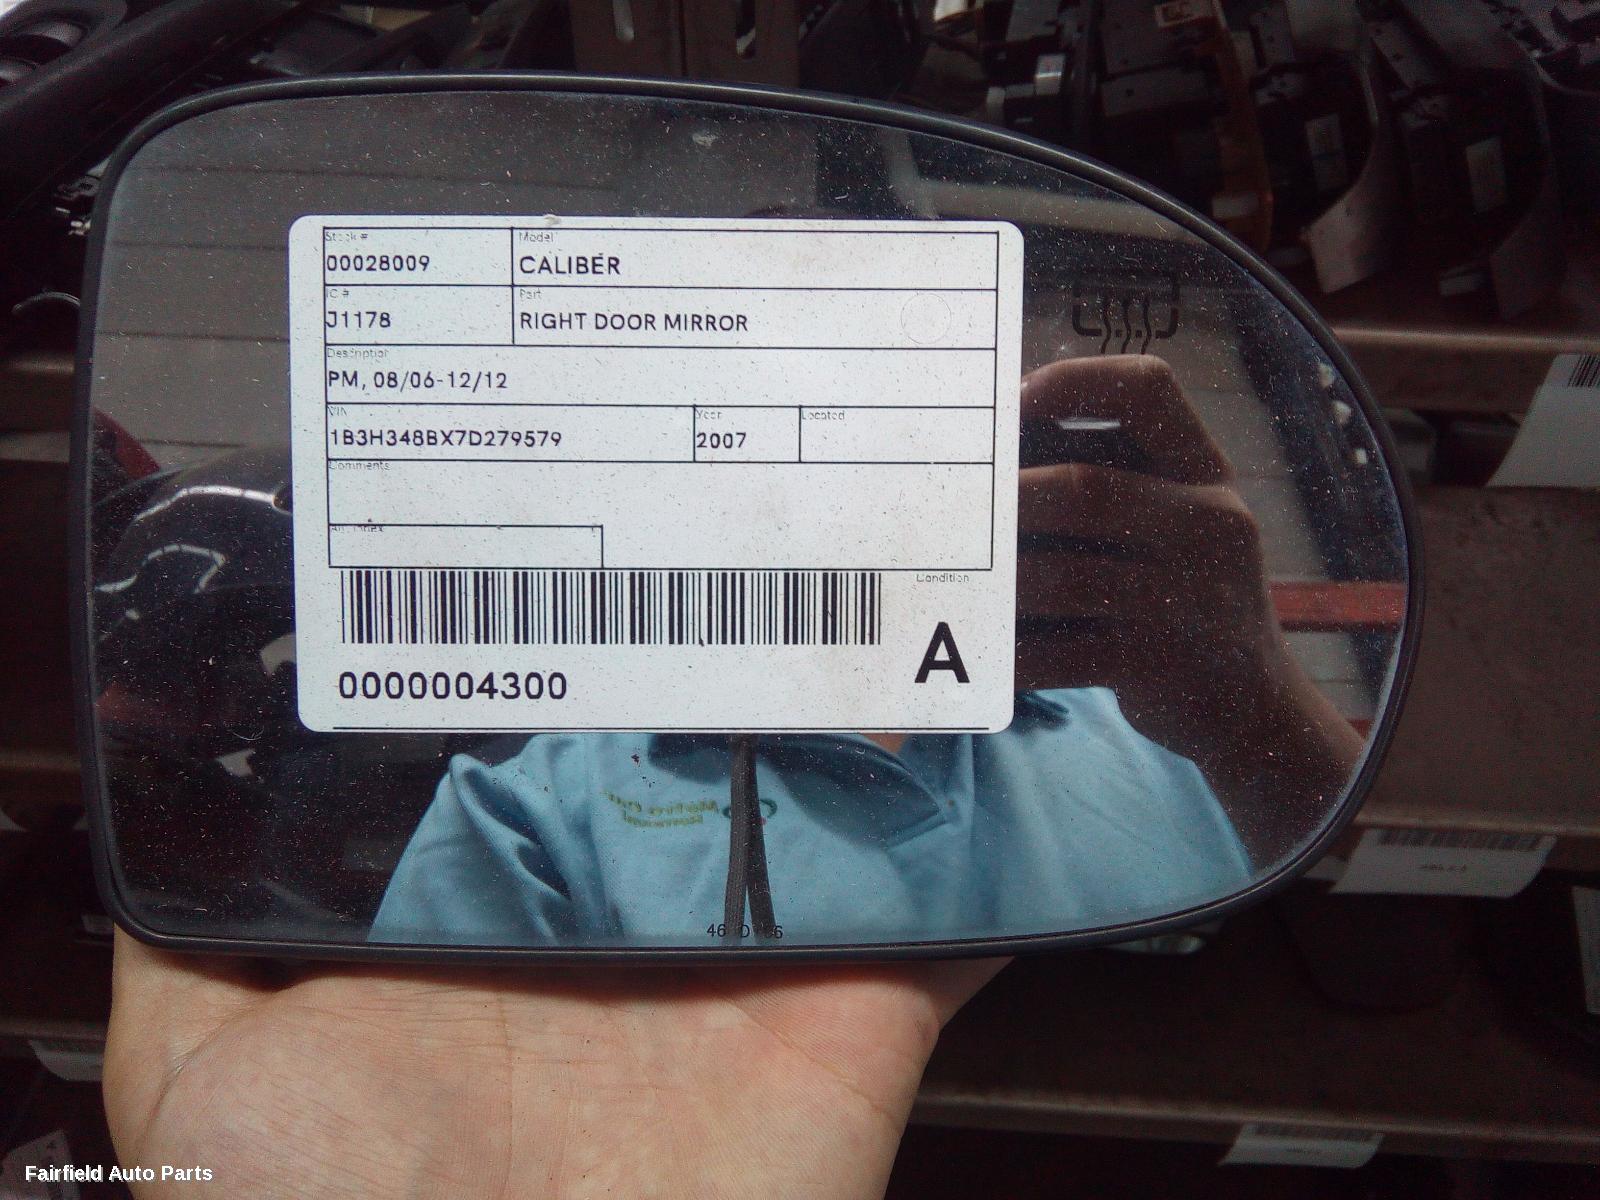 Stock #
00028009
Model
CALIBER
IC #
J1178
Part
RIGHT DOOR MIRROR
Description
PM, 08/06-12/12
VIN
1B3H348BX7D279579
Year
2007
Located
Comments
0000004300
Condition
A
Fairfield Auto Parts